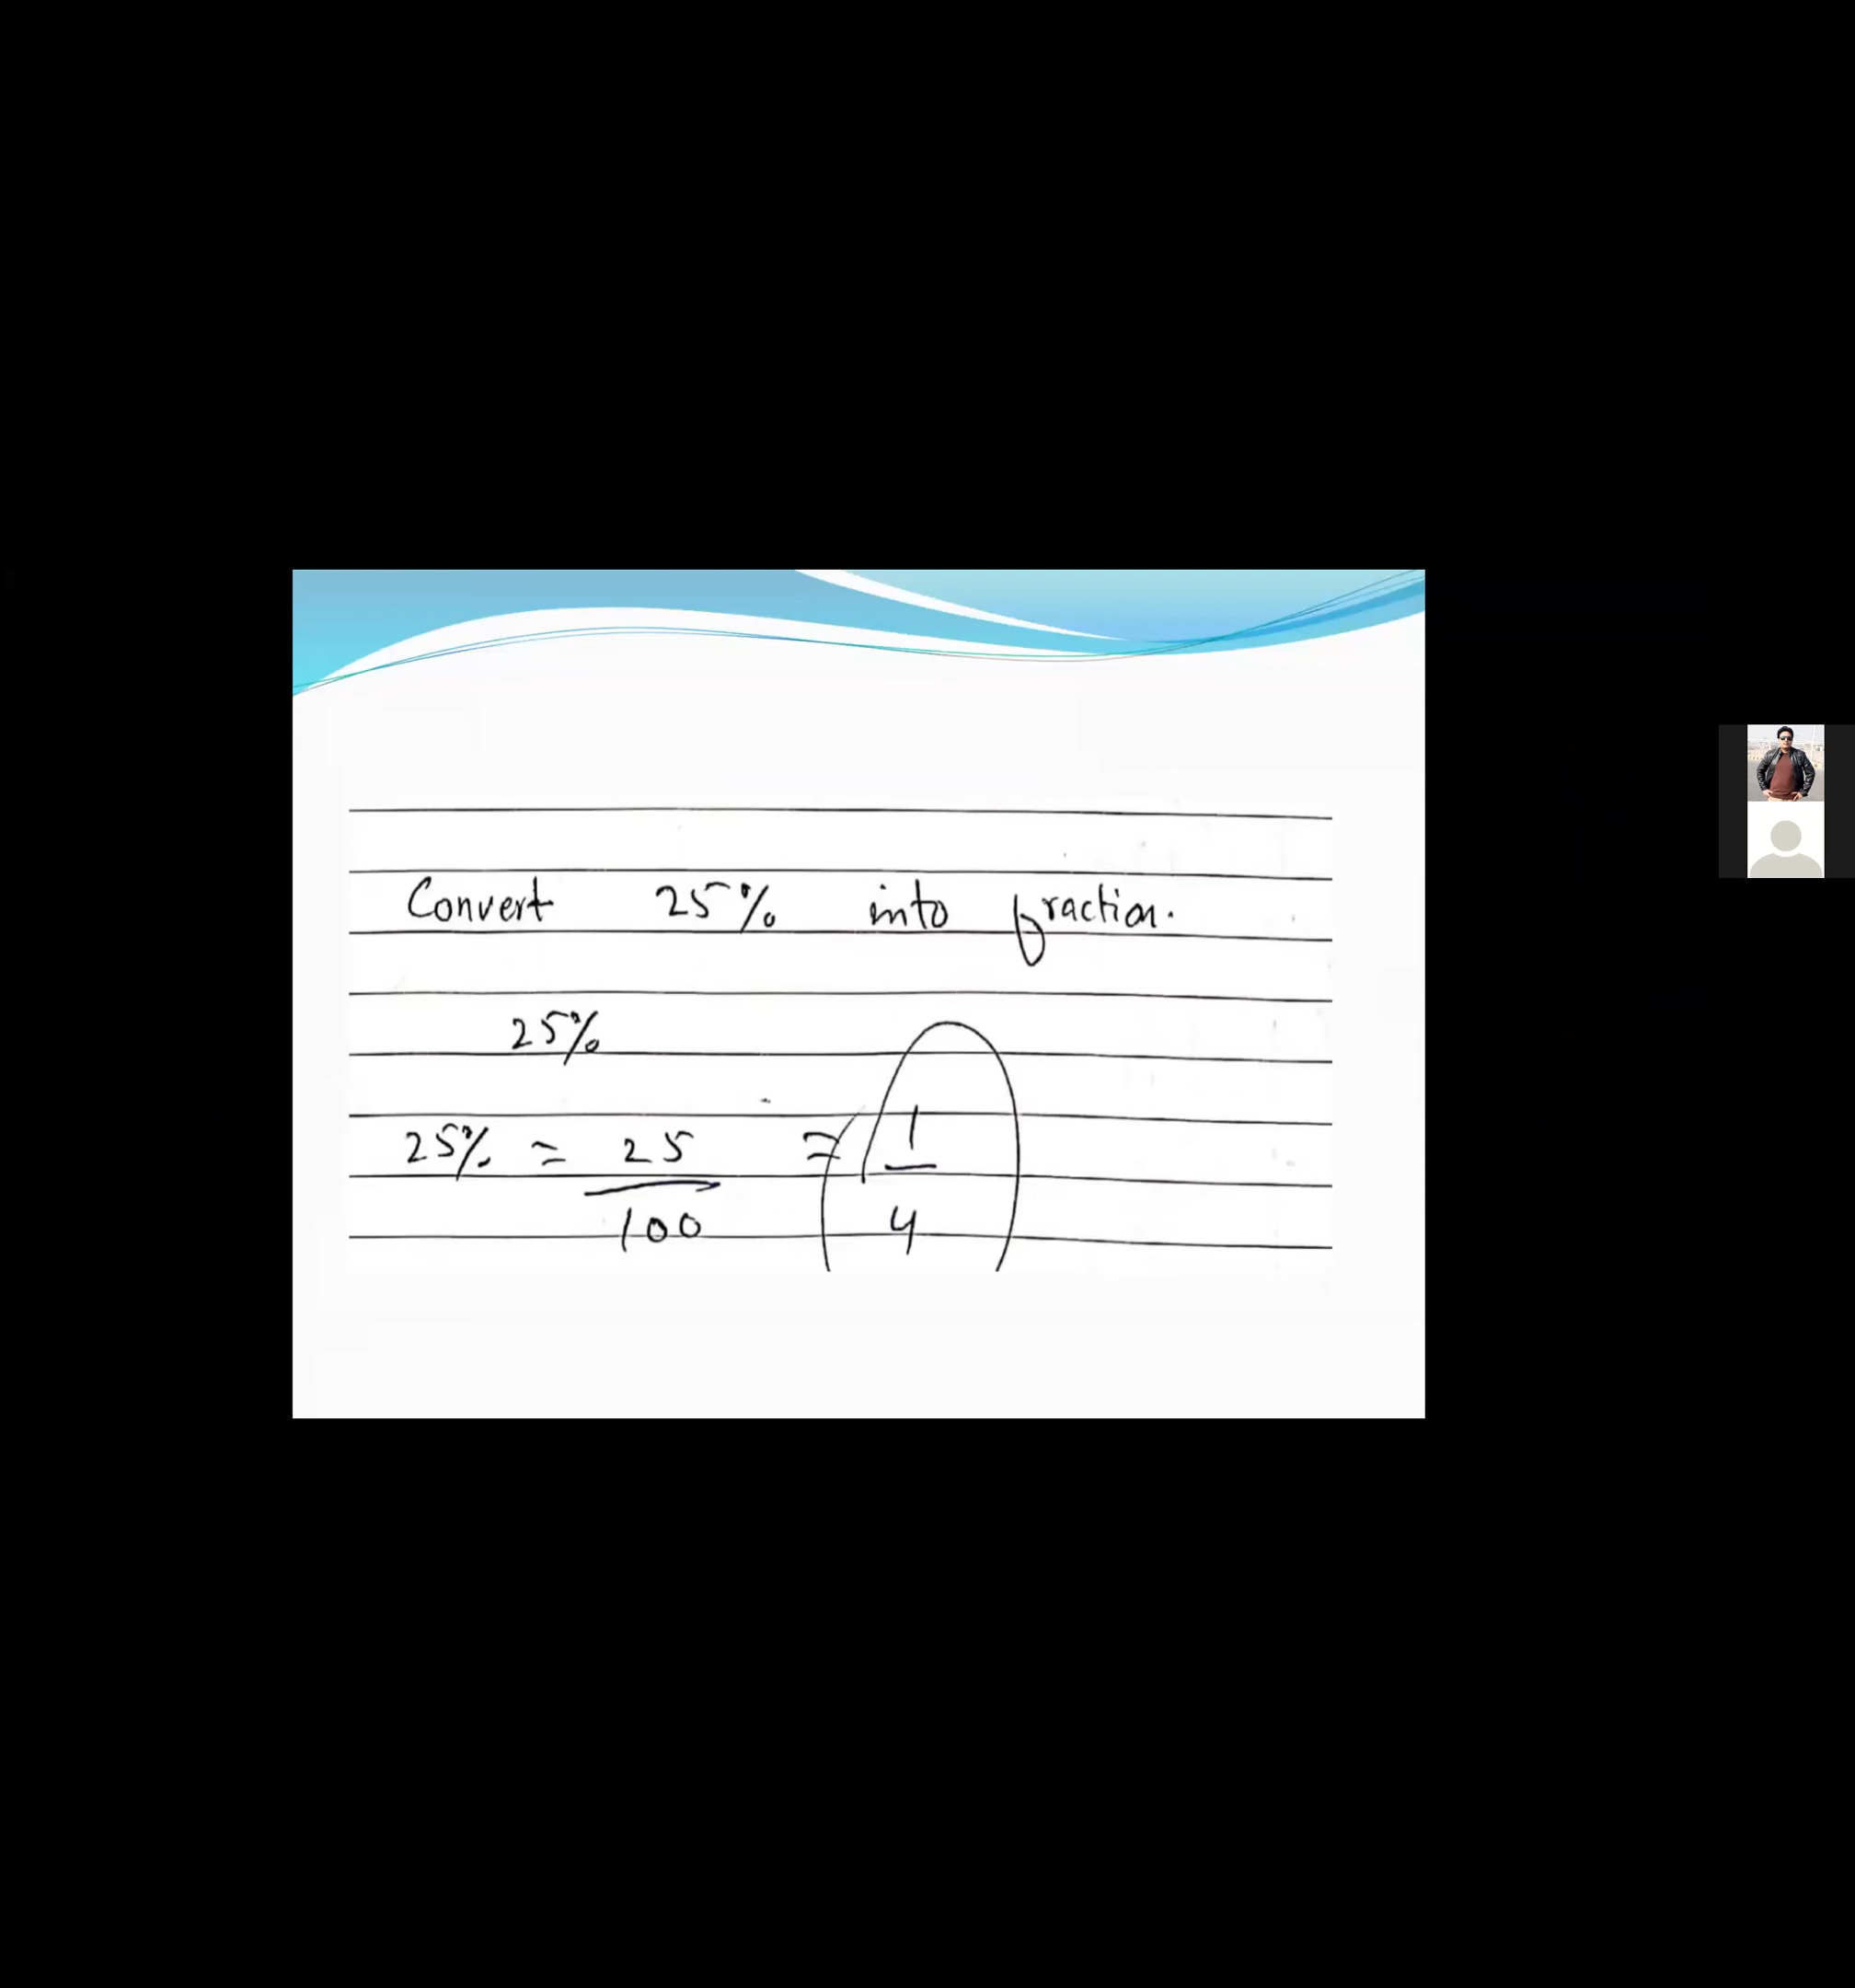 Convert 25% into fraction.
25%
25% = 25/100 = 1/4